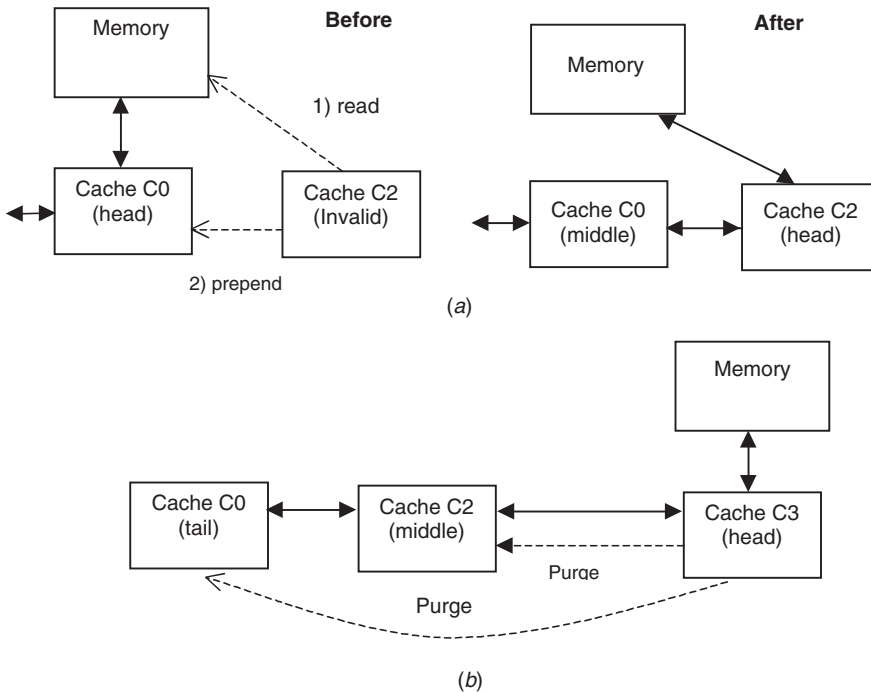 Before
After
Memory
1) read
Cache C0
(head)
Cache C2
(Invalid)
2) prepend
Memory
Cache C0
(middle)
Cache C2
(head)
(a)
Memory
Cache C0
(tail)
Cache C2
(middle)
Cache C3
(head)
Purge
Purge
(b)